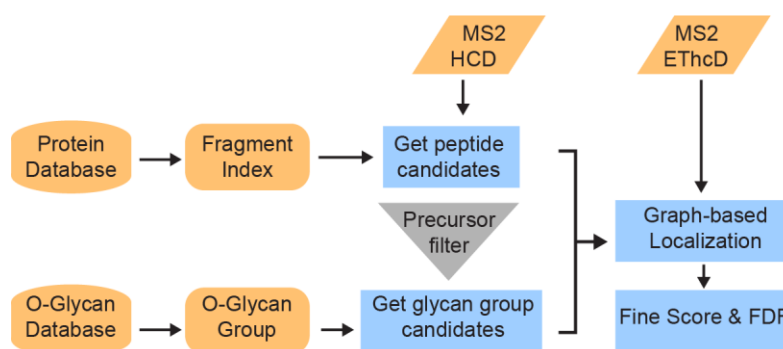 MS2
HCD
MS2
EThcD
Protein
Database
Fragment
Index
Get peptide
candidates
Precursor
filter
Graph-based
Localization
O-Glycan
Database
O-Glycan
Group
Get glycan group
candidates
Fine Score & FDR